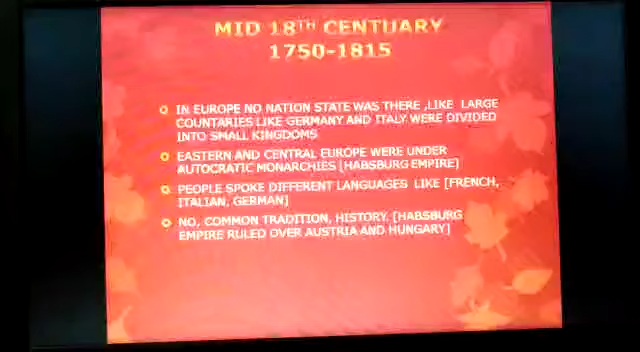 MID 18TH CENTUARY
1750-1815
IN EUROPE NO NATION STATE WAS THERE ,LIKE LARGE
COUNTARIES LIKE GERMANY AND ITALY WERE DIVIDED
INTO SMALL KINGDOMS
EASTERN AND CENTRAL EUROPE WERE UNDER
AUTOCRATIC MONARCHIES [HABSBURG EMPIRE]
PEOPLE SPOKE DIFFERENT LANGUAGES LIKE [FRENCH,
ITALIAN, GERMAN]
NO, COMMON TRADITION, HISTORY. [HABSBURG
EMPIRE RULED OVER AUSTRIA AND HUNGARY]